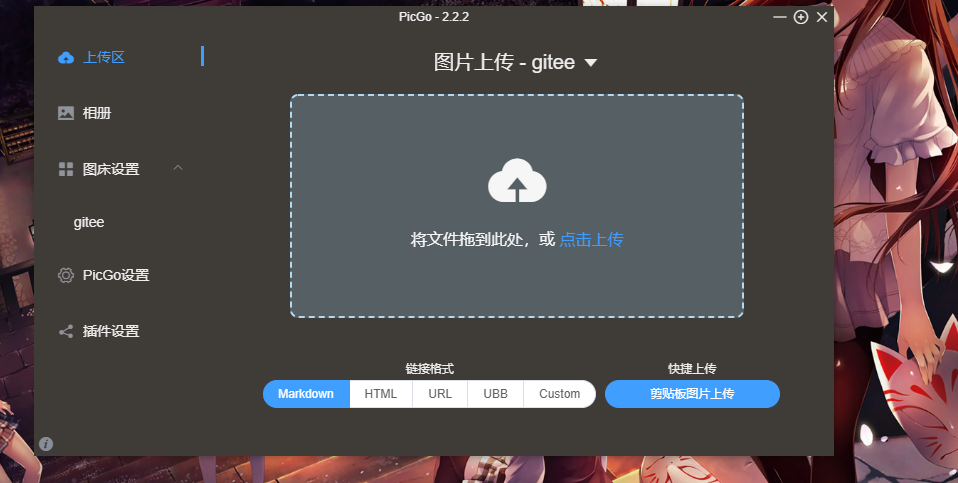 PicGo - 2.2.2
上传区
相册
图床设置
gitee
PicGo设置
插件设置
图片上传 - gitee
将文件拖到此处，或 点击上传
链接格式
Markdown HTML URL UBB Custom
快捷上传
剪贴板图片上传